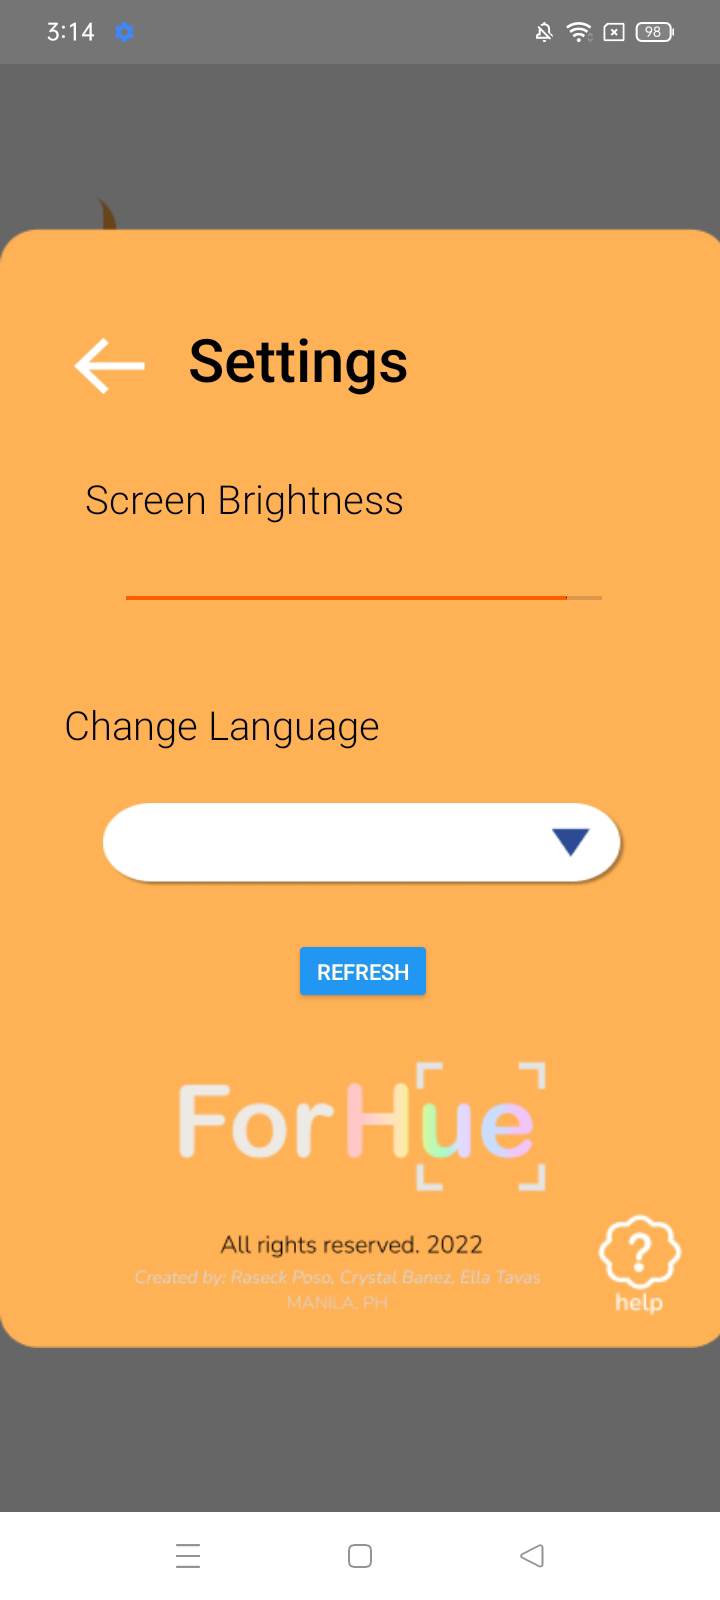 3:14
98
Settings
Screen Brightness
Change Language
REFRESH
ForHue
All rights reserved. 2022
Created by: Raseck Poso, Crystal Banez, Ella Tavas
MANILA, PH
?
help